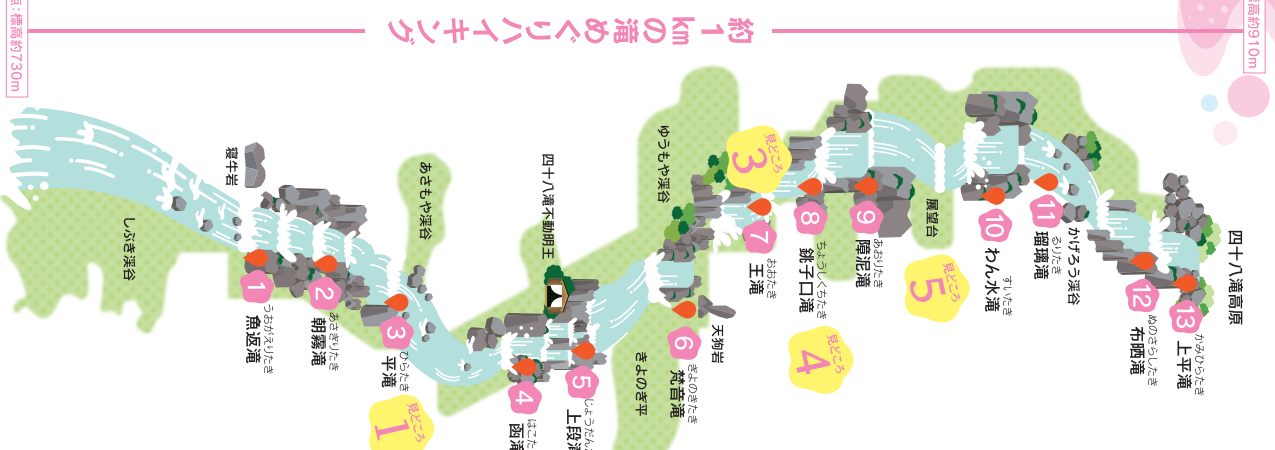 約1kmの滝めぐりハイキング
標高約730m
標高約910m
四十八滝高原
13
上平滝
かみひらたき
12
布晒滝
ぬのさらしたき
かげろう渓谷
11
瑠璃滝
るりたき
10
わん水滝
すいたき
展望台
見どころ
5
9
障泥滝
あおりたき
8
銚子口滝
ちょうしくちたき
見どころ
4
見どころ
3
7
王滝
おおたき
ゆうもや渓谷
天狗岩
6
梵音滝
ぎよのきたき
きよのぎ平
四十八滝不動明王
5
上段
じょうだん
4
函滝
はこた
あさもや渓谷
3
平滝
ひらたき
見どころ
1
2
朝霧滝
あさぎりたき
寝牛岩
1
魚返滝
うおがえりたき
しぶき渓谷